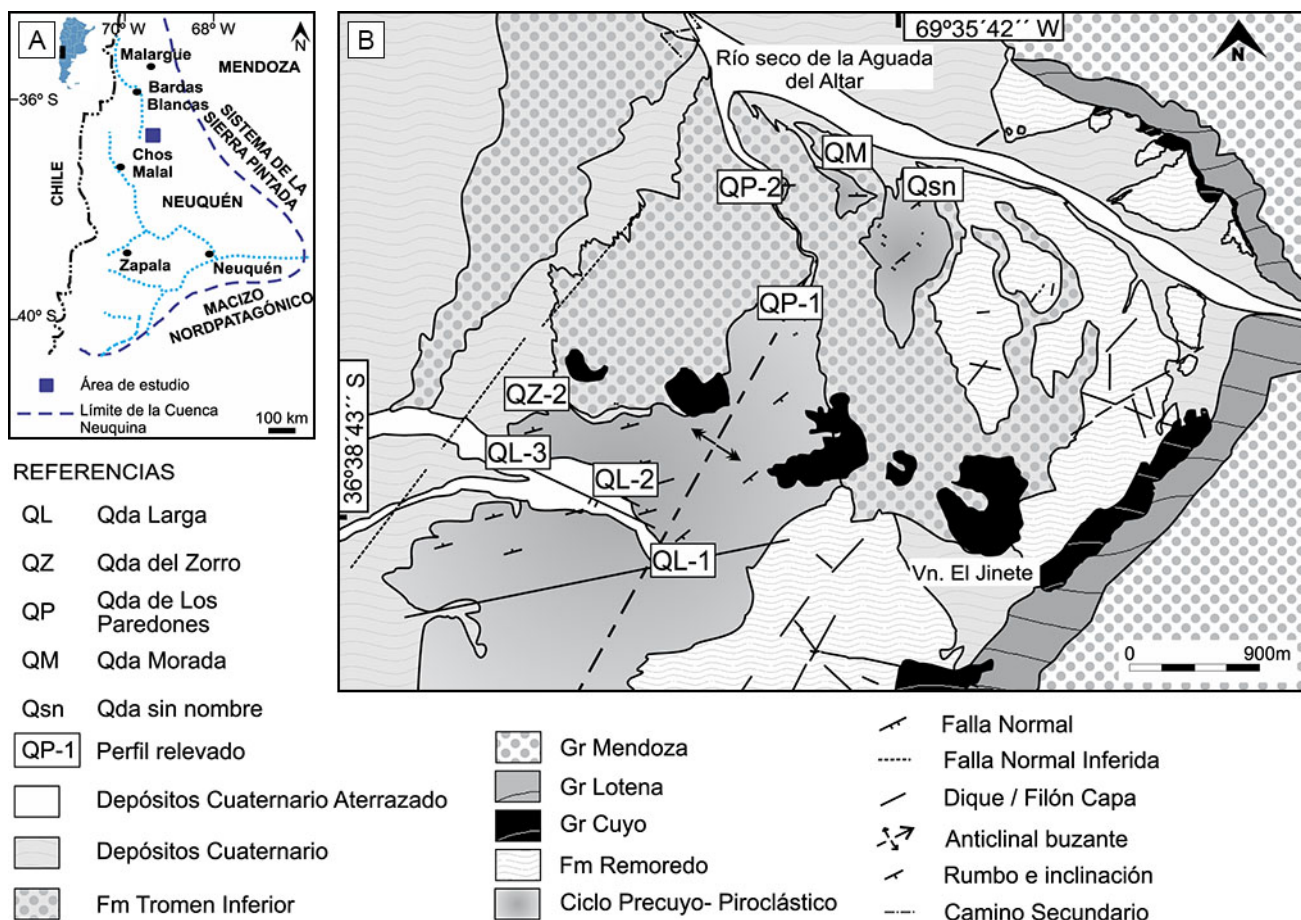 A
70° W
68° W
N
Malargue
MENDOZA
36° S
Bardas
Blancas
SISTEMA DE LA
SIERRA PINTADA
CHILE
Chos
Malal
NEUQUÉN
Zapala
Neuquén
MACIZO
NORDPATAGÓNICO
40° S
Área de estudio
Límite de la Cuenca
Neuquina
100 km
B
69°35´42´´ W
N
Río seco de la Aguada
del Altar
QM
QP-2
Qsn
QP-1
36°38´43´´ S
QZ-2
QL-3
QL-2
QL-1
Vn. El Jinete
0 900m
REFERENCIAS
QL Qda Larga
QZ Qda del Zorro
QP Qda de Los
Paredones
QM Qda Morada
Qsn Qda sin nombre
QP-1 Perfil relevado
Depósitos Cuaternario Aterrazado
Depósitos Cuaternario
Fm Tromen Inferior
Gr Mendoza
Gr Lotena
Gr Cuyo
Fm Remoredo
Ciclo Precuyo- Piroclástico
Falla Normal
Falla Normal Inferida
Dique / Filón Capa
Anticlinal buzante
Rumbo e inclinación
Camino Secundario